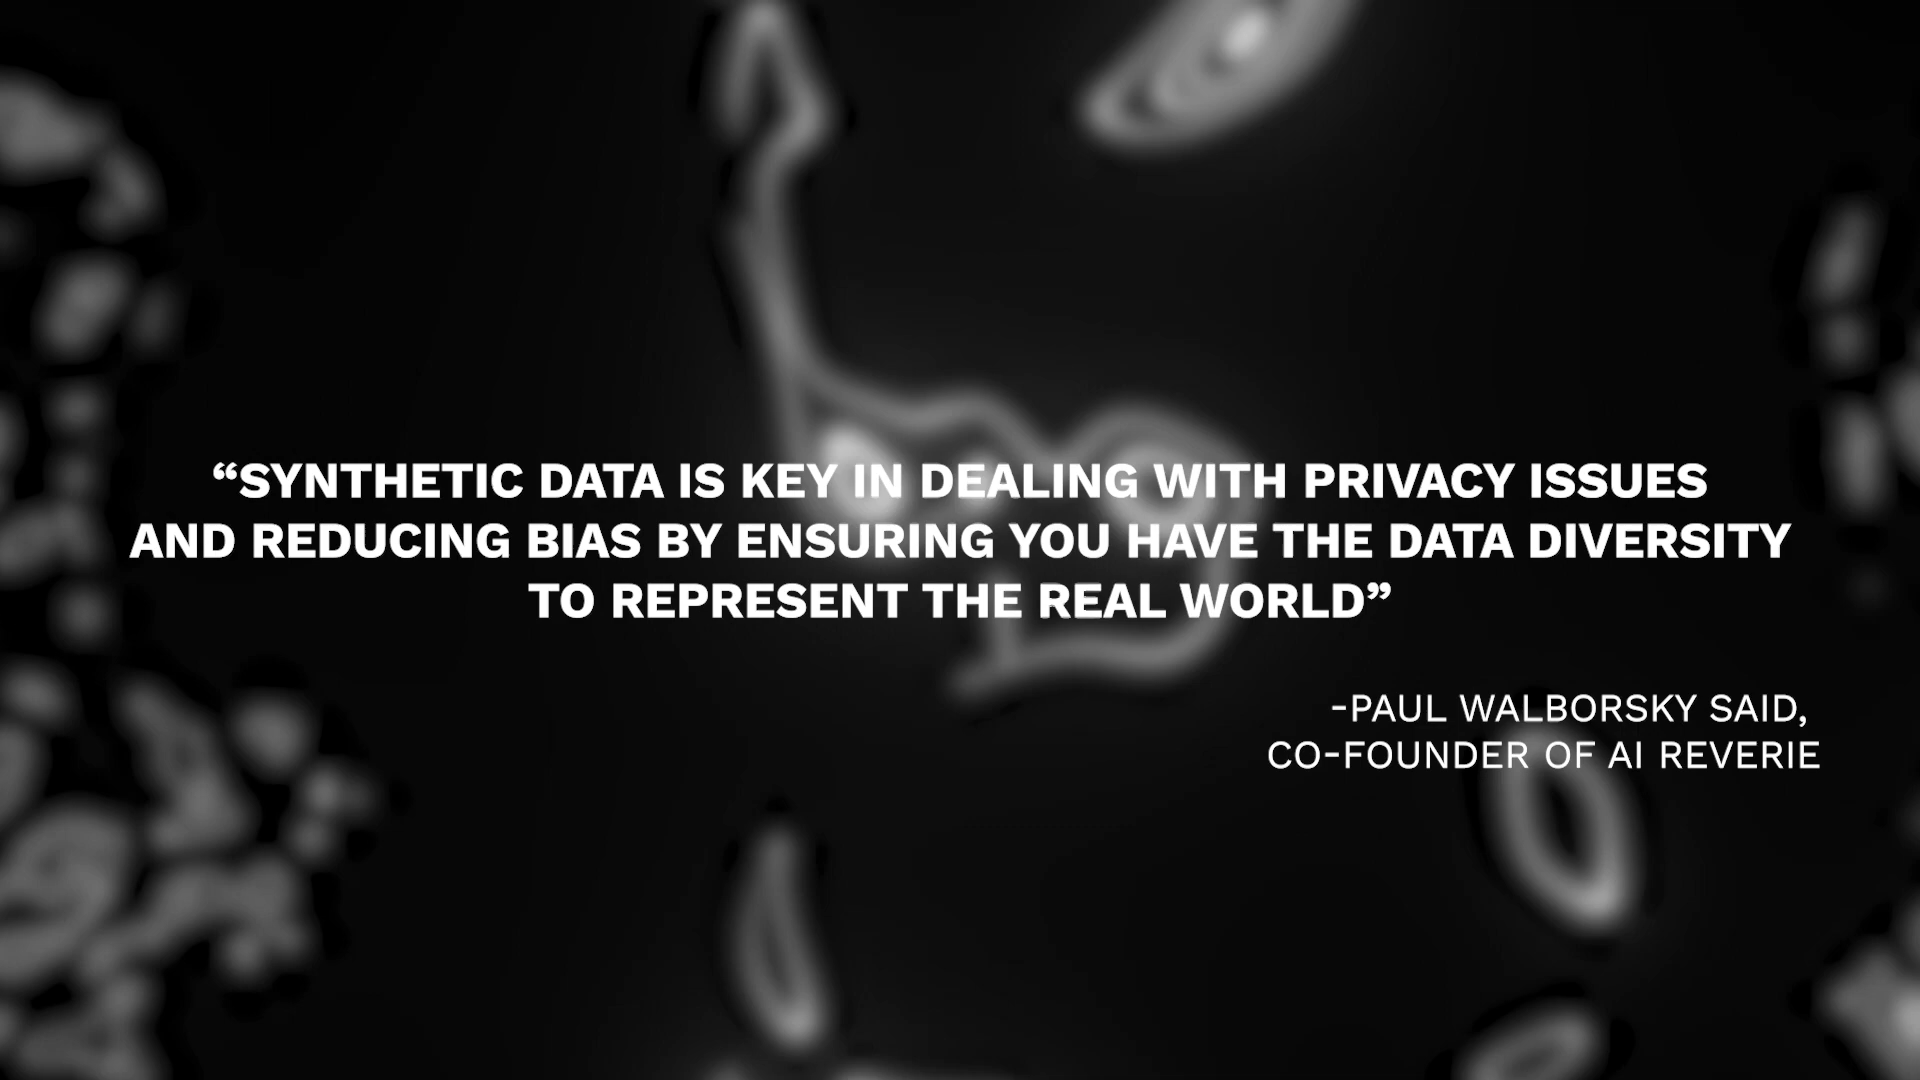 “SYNTHETIC DATA IS KEY IN DEALING WITH PRIVACY ISSUES
AND REDUCING BIAS BY ENSURING YOU HAVE THE DATA DIVERSITY
TO REPRESENT THE REAL WORLD”
-PAUL WALBORSKY SAID,
CO-FOUNDER OF AI REVERIE